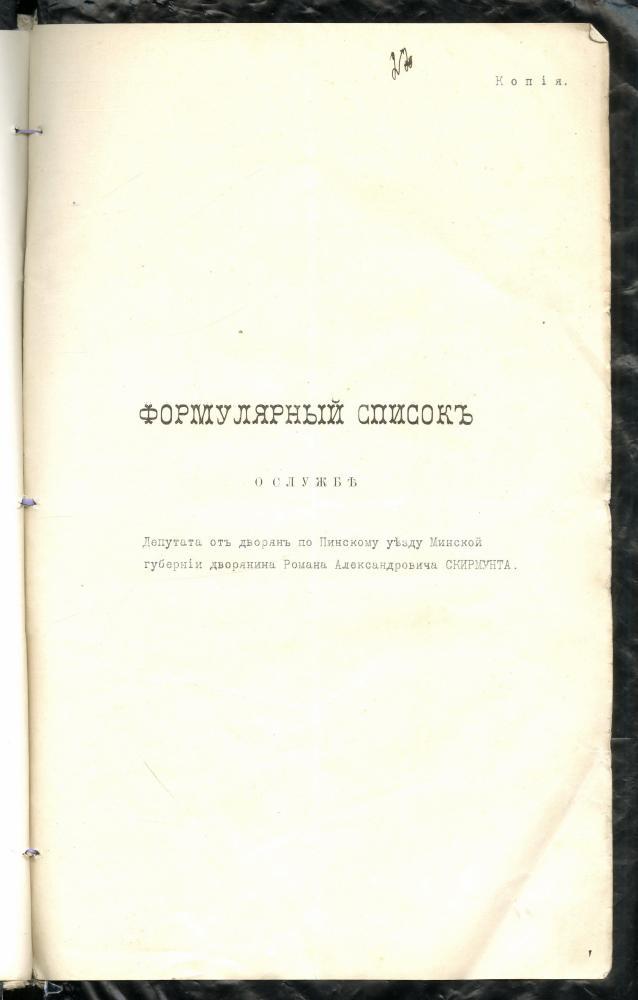 Копія.
ФОРМУЛЯРНЫЙ СПИСОКЪ
О СЛУЖБѢ
Депутата отъ дворянъ по Пинскому уѣзду Минской
губерніи дворянина Романа Александровича СКИРМУНТА.